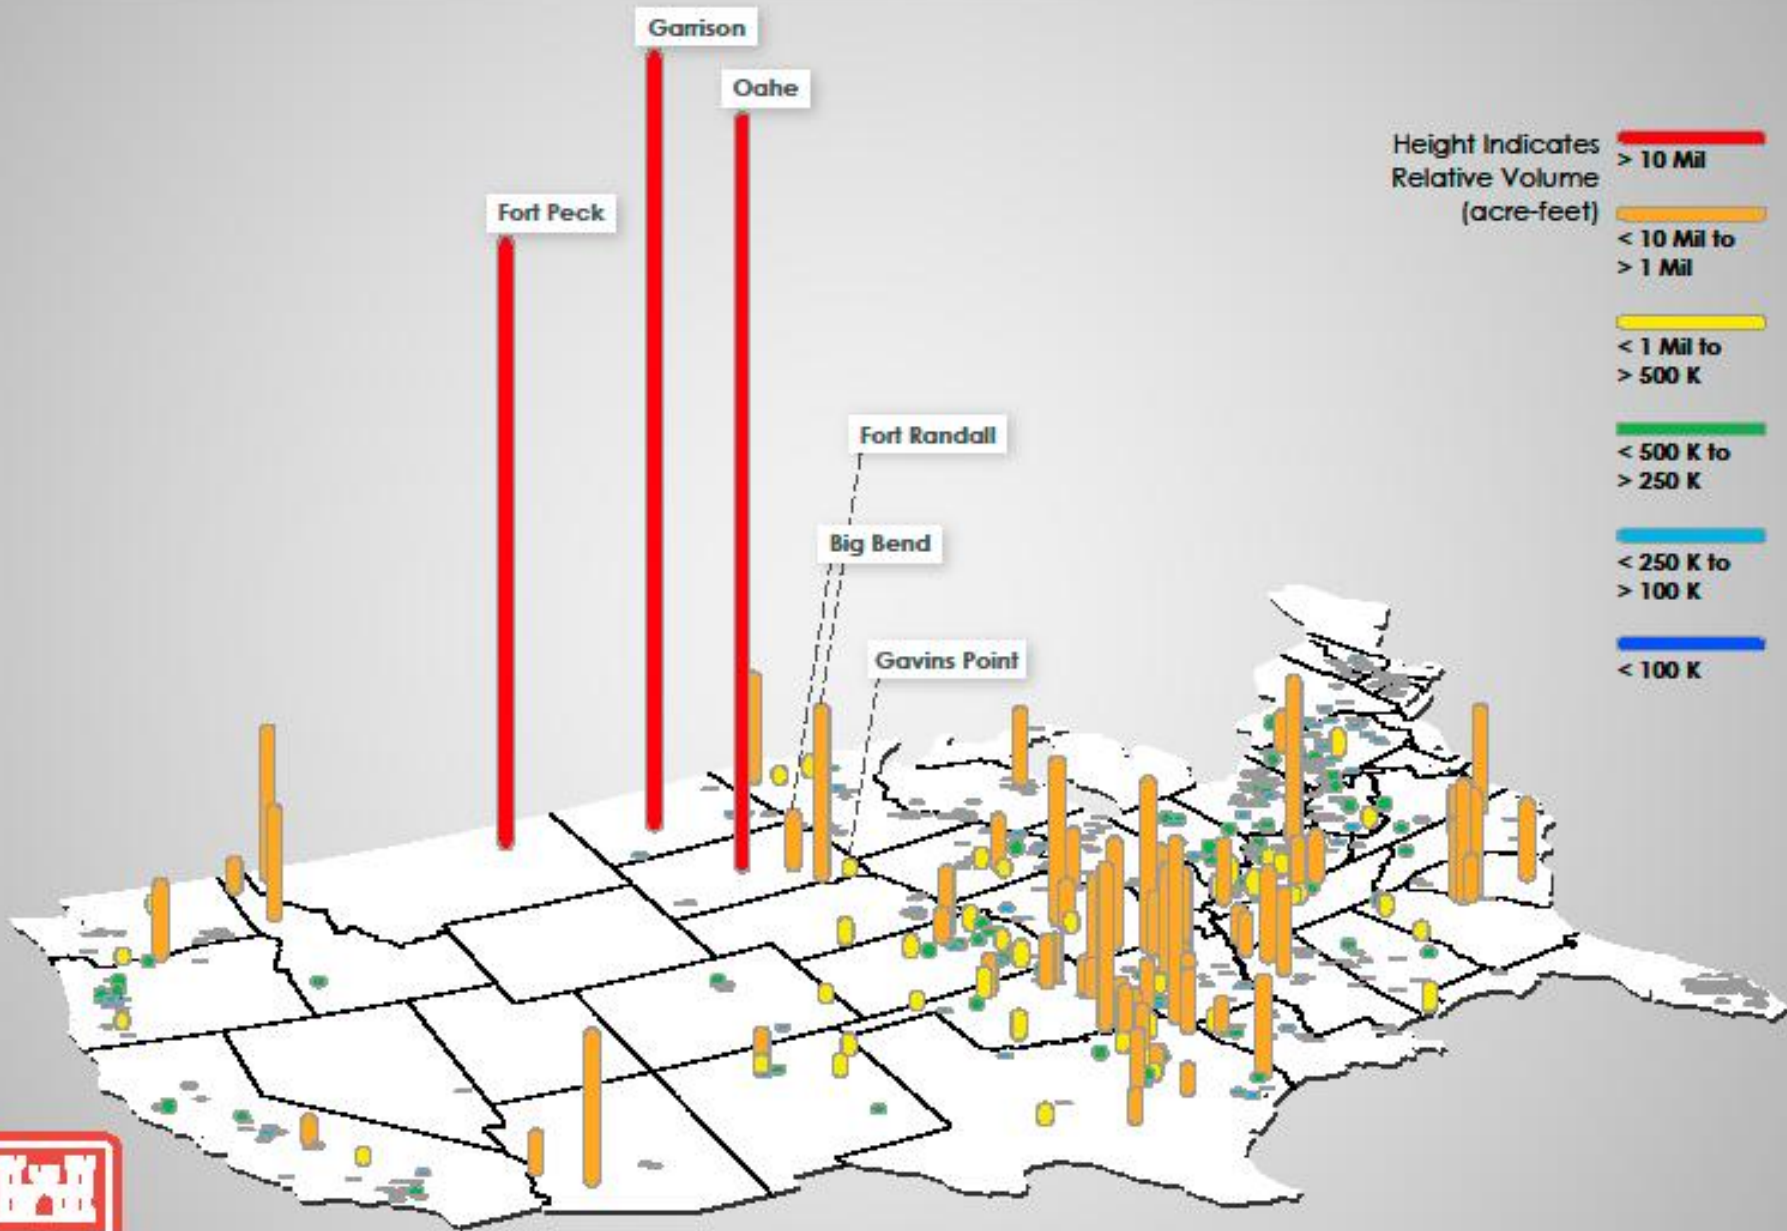 Garrison
Oahe
Fort Peck
Fort Randall
Big Bend
Gavins Point
Height Indicates
Relative Volume
(acre-feet)
> 10 Mil
< 10 Mil to
> 1 Mil
< 1 Mil to
> 500 K
< 500 K to
> 250 K
< 250 K to
> 100 K
< 100 K